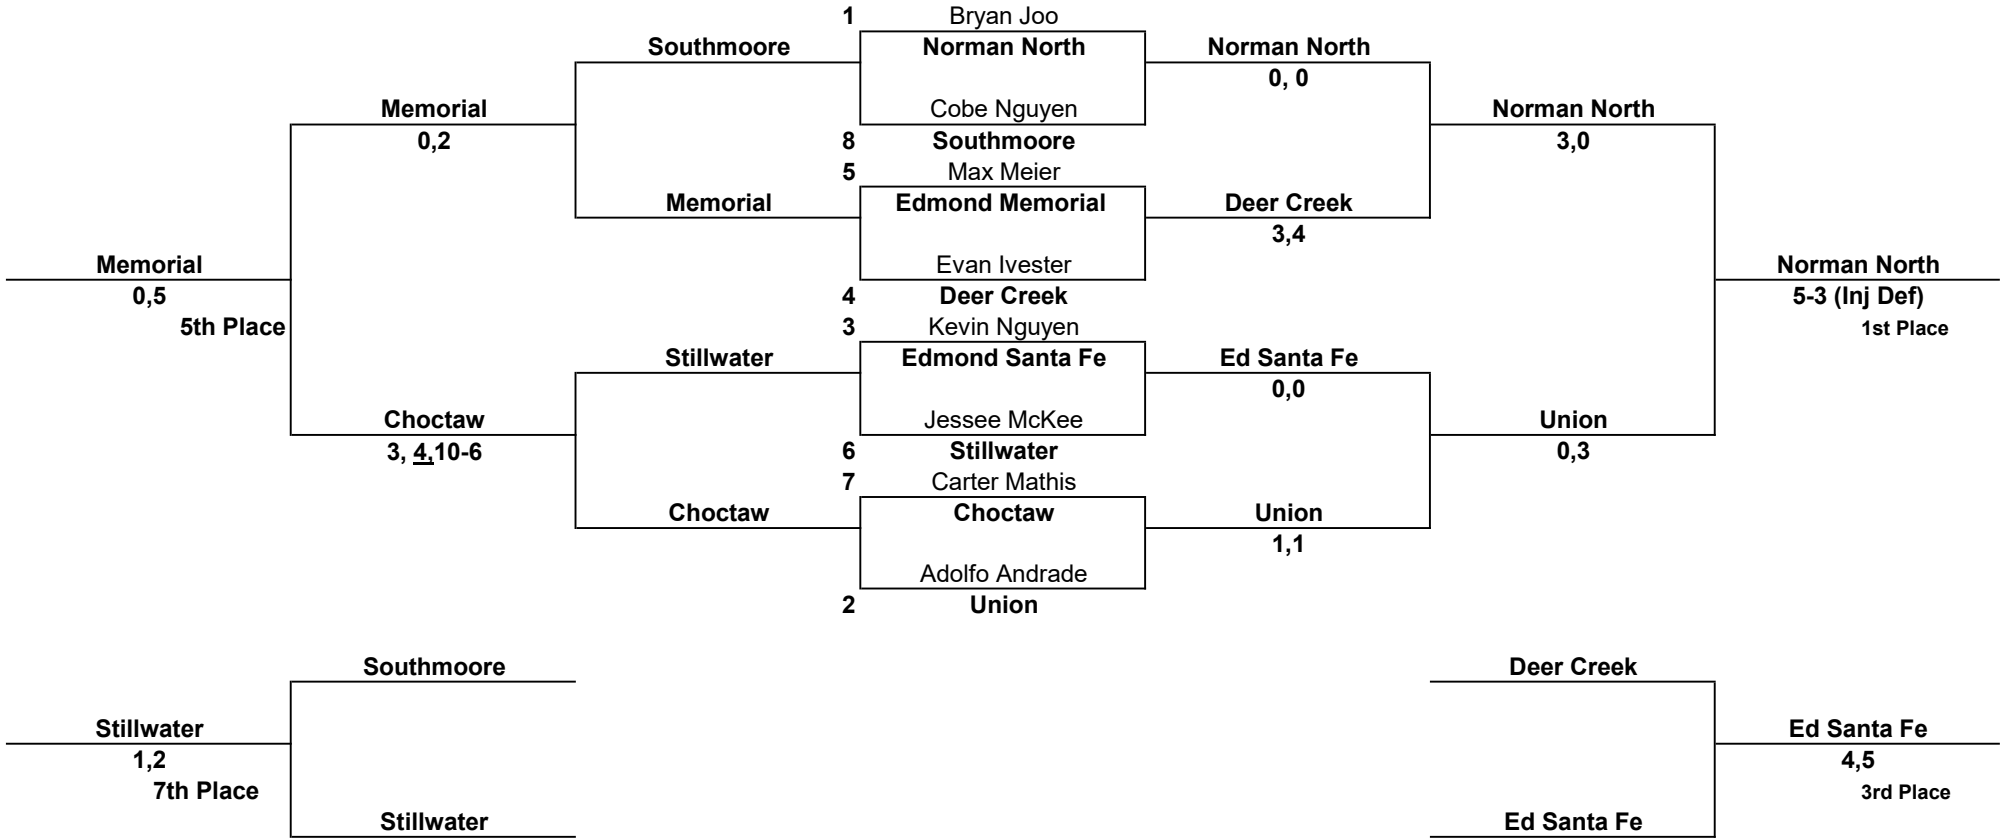 1 Bryan Joo
Southmoore Norman North Norman North
0, 0
Memorial Cobe Nguyen Norman North
0,2 8 Southmoore 3,0
5 Max Meier
Memorial Edmond Memorial Deer Creek
3,4
Memorial Evan Ivester Norman North
0,5 4 Deer Creek 5-3 (Inj Def)
5th Place 3 Kevin Nguyen 1st Place
Stillwater Edmond Santa Fe Ed Santa Fe
0,0
Choctaw Jessee McKee Union
3, 4,10-6 6 Stillwater 0,3
7 Carter Mathis
Choctaw Choctaw Union
1,1
Adolfo Andrade
2 Union
Southmoore Deer Creek
Stillwater Ed Santa Fe
1,2 4,5
7th Place 3rd Place
Stillwater Ed Santa Fe